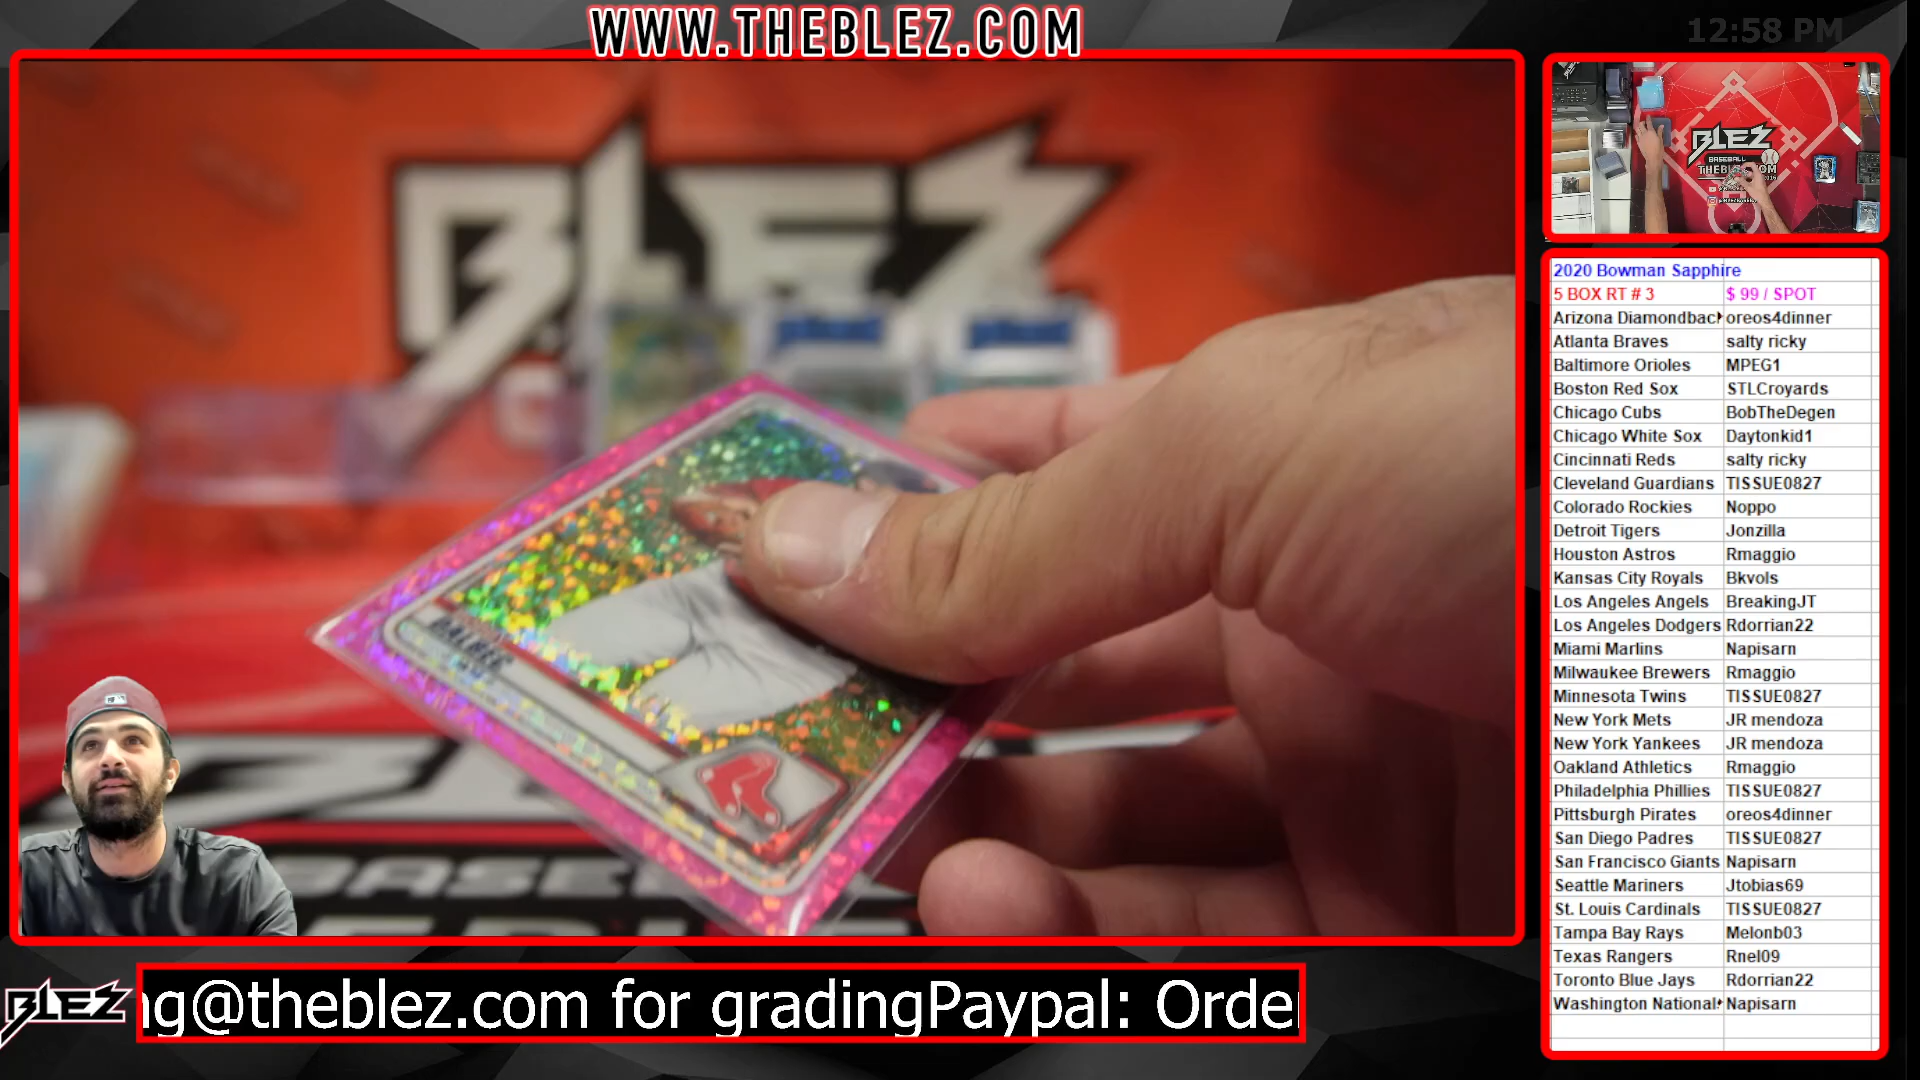 WWW.THEBLEZ.COM
12:58 PM
BLEZ
BLEZ
BASEBALL
DALBEC
2020 Bowman Sapphire
5 BOX RT # 3 $ 99 / SPOT
Arizona Diamondback oreos4dinner
Atlanta Braves salty ricky
Baltimore Orioles MPEG1
Boston Red Sox STLCroyards
Chicago Cubs BobTheDegen
Chicago White Sox Daytonkid1
Cincinnati Reds salty ricky
Cleveland Guardians TISSUE0827
Colorado Rockies Noppo
Detroit Tigers Jonzilla
Houston Astros Rmaggio
Kansas City Royals Bkvols
Los Angeles Angels BreakingJT
Los Angeles Dodgers Rdorrian22
Miami Marlins Napisarn
Milwaukee Brewers Rmaggio
Minnesota Twins TISSUE0827
New York Mets JR mendoza
New York Yankees JR mendoza
Oakland Athletics Rmaggio
Philadelphia Phillies TISSUE0827
Pittsburgh Pirates oreos4dinner
San Diego Padres TISSUE0827
San Francisco Giants Napisarn
Seattle Mariners Jtobias69
St. Louis Cardinals TISSUE0827
Tampa Bay Rays Melonb03
Texas Rangers Rnel09
Toronto Blue Jays Rdorrian22
Washington National Napisarn
BLEZ
ng@theblez.com for gradingPaypal: Order